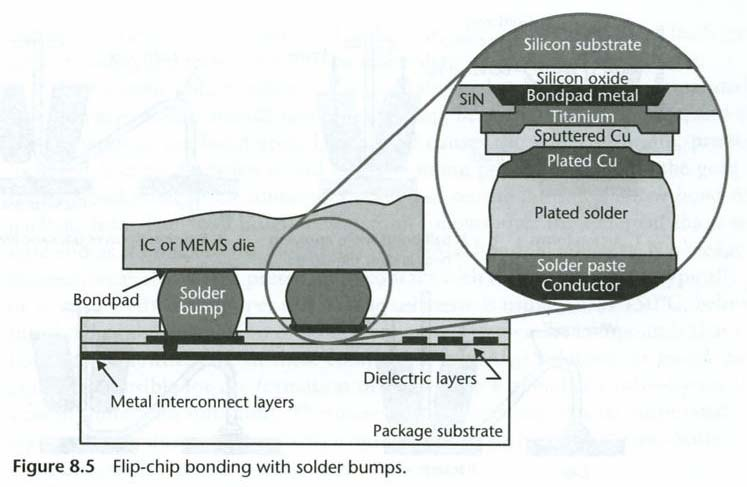 Silicon substrate
Silicon oxide
SiN
Bondpad metal
Titanium
Sputtered Cu
Plated Cu
Plated solder
Solder paste
Conductor
IC or MEMS die
Bondpad
Solder
bump
Dielectric layers
Metal interconnect layers
Package substrate
Figure 8.5 Flip-chip bonding with solder bumps.